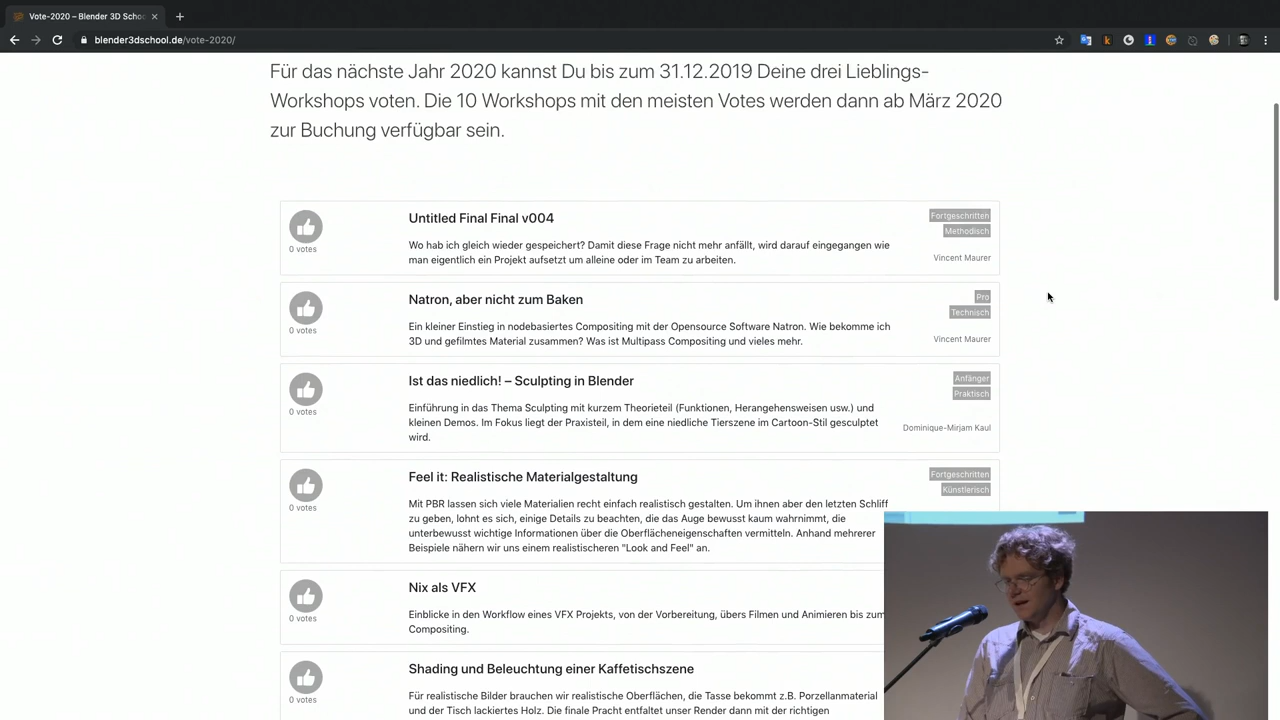 Vote-2020 – Blender 3D Schoo
blender3dschool.de/vote-2020/
Für das nächste Jahr 2020 kannst Du bis zum 31.12.2019 Deine drei Lieblings-
Workshops voten. Die 10 Workshops mit den meisten Votes werden dann ab März 2020
zur Buchung verfügbar sein.
Untitled Final Final v004
Wo hab ich gleich wieder gespeichert? Damit diese Frage nicht mehr anfällt, wird darauf eingegangen wie
man eigentlich ein Projekt aufsetzt um alleine oder im Team zu arbeiten.
0 votes
Fortgeschritten
Methodisch
Vincent Maurer
Natron, aber nicht zum Baken
Ein kleiner Einstieg in nodebasiertes Compositing mit der Opensource Software Natron. Wie bekomme ich
3D und gefilmtes Material zusammen? Was ist Multipass Compositing und vieles mehr.
0 votes
Pro
Technisch
Vincent Maurer
Ist das niedlich! – Sculpting in Blender
Einführung in das Thema Sculpting mit kurzem Theorieteil (Funktionen, Herangehensweisen usw.) und
kleinen Demos. Im Fokus liegt der Praxisteil, in dem eine niedliche Tierszene im Cartoon-Stil gesculptet
wird.
0 votes
Anfänger
Praktisch
Dominique-Mirjam Kaul
Feel it: Realistische Materialgestaltung
Mit PBR lassen sich viele Materialien recht einfach realistisch gestalten. Um ihnen aber den letzten Schliff
zu geben, lohnt es sich, einige Details zu beachten, die das Auge bewusst kaum wahrnimmt, die
unterbewusst wichtige Informationen über die Oberflächeneigenschaften vermitteln. Anhand mehrerer
Beispiele nähern wir uns einem realistischeren "Look and Feel" an.
0 votes
Fortgeschritten
Künstlerisch
Nix als VFX
Einblicke in den Workflow eines VFX Projekts, von der Vorbereitung, übers Filmen und Animieren bis zum
Compositing.
0 votes
Shading und Beleuchtung einer Kaffetischszene
Für realistische Bilder brauchen wir realistische Oberflächen, die Tasse bekommt z.B. Porzellanmaterial
und der Tisch lackiertes Holz. Die finale Pracht entfaltet unser Render dann mit der richtigen
0 votes